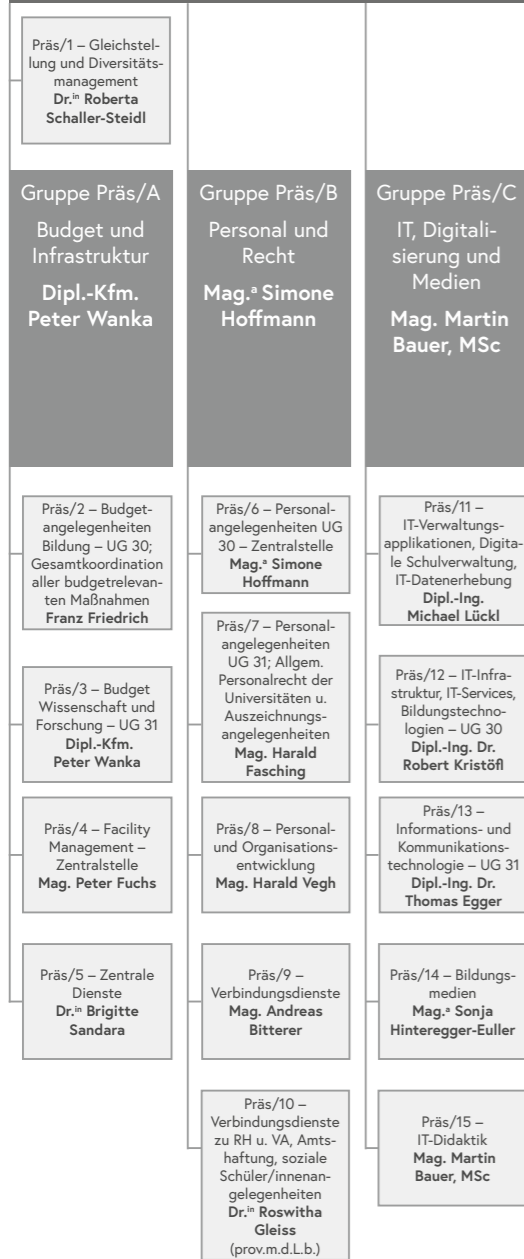 Präs/1 – Gleichstel-
lung und Diversitäts-
management
Dr.ⁱⁿ Roberta
Schaller-Steidl
Gruppe Präs/A
Budget und
Infrastruktur
Dipl.-Kfm.
Peter Wanka
Präs/2 – Budget-
angelegenheiten
Bildung – UG 30;
Gesamtkoordination
aller budgetrelevan-
ten Maßnahmen
Franz Friedrich
Präs/3 – Budget
Wissenschaft und
Forschung – UG 31
Dipl.-Kfm.
Peter Wanka
Präs/4 – Facility
Management –
Zentralstelle
Mag. Peter Fuchs
Präs/5 – Zentrale
Dienste
Dr.ⁱⁿ Brigitte
Sandara
Gruppe Präs/B
Personal und
Recht
Mag.ᵃ Simone
Hoffmann
Präs/6 – Personal-
angelegenheiten UG
30 – Zentralstelle
Mag.ᵃ Simone
Hoffmann
Präs/7 – Personal-
angelegenheiten
UG 31; Allgem.
Personalrecht der
Universitäten u.
Auszeichnungs-
angelegenheiten
Mag. Harald
Fasching
Präs/8 – Personal-
und Organisations-
entwicklung
Mag. Harald Vegh
Präs/9 –
Verbindungsdienste
Mag. Andreas
Bitterer
Präs/10 –
Verbindungsdienste
zu RH u. VA, Amts-
haftung, soziale
Schüler/innenan-
gelegenheiten
Dr.ⁱⁿ Roswitha
Gleiss
(prov.m.d.L.b.)
Gruppe Präs/C
IT, Digitali-
sierung und
Medien
Mag. Martin
Bauer, MSc
Präs/11 –
IT-Verwaltungs-
applikationen, Digita-
le Schulverwaltung,
IT-Datenerhebung
Dipl.-Ing.
Michael Lückl
Präs/12 – IT-Infra-
struktur, IT-Services,
Bildungstechno-
logien – UG 30
Dipl.-Ing. Dr.
Robert Kristöfl
Präs/13 –
Informations- und
Kommunikations-
technologie – UG 31
Dipl.-Ing. Dr.
Thomas Egger
Präs/14 – Bildungs-
medien
Mag.ᵃ Sonja
Hinteregger-Euller
Präs/15 –
IT-Didaktik
Mag. Martin
Bauer, MSc